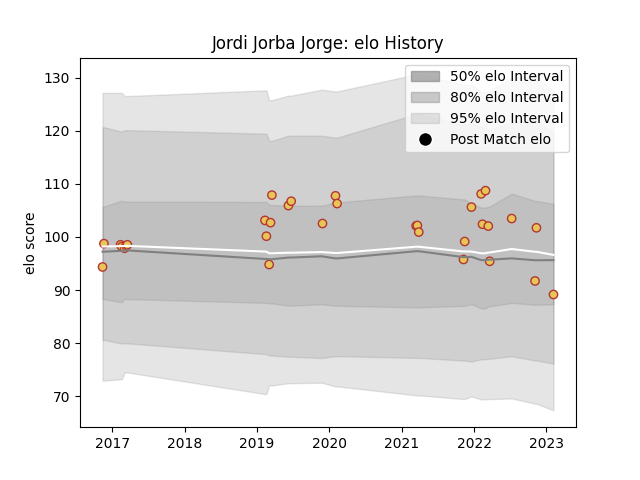 Jordi Jorba Jorge: elo History
50% elo Interval
80% elo Interval
95% elo Interval
Post Match elo
elo score
130
120
110
100
90
80
70
2017 2018 2019 2020 2021 2022 2023